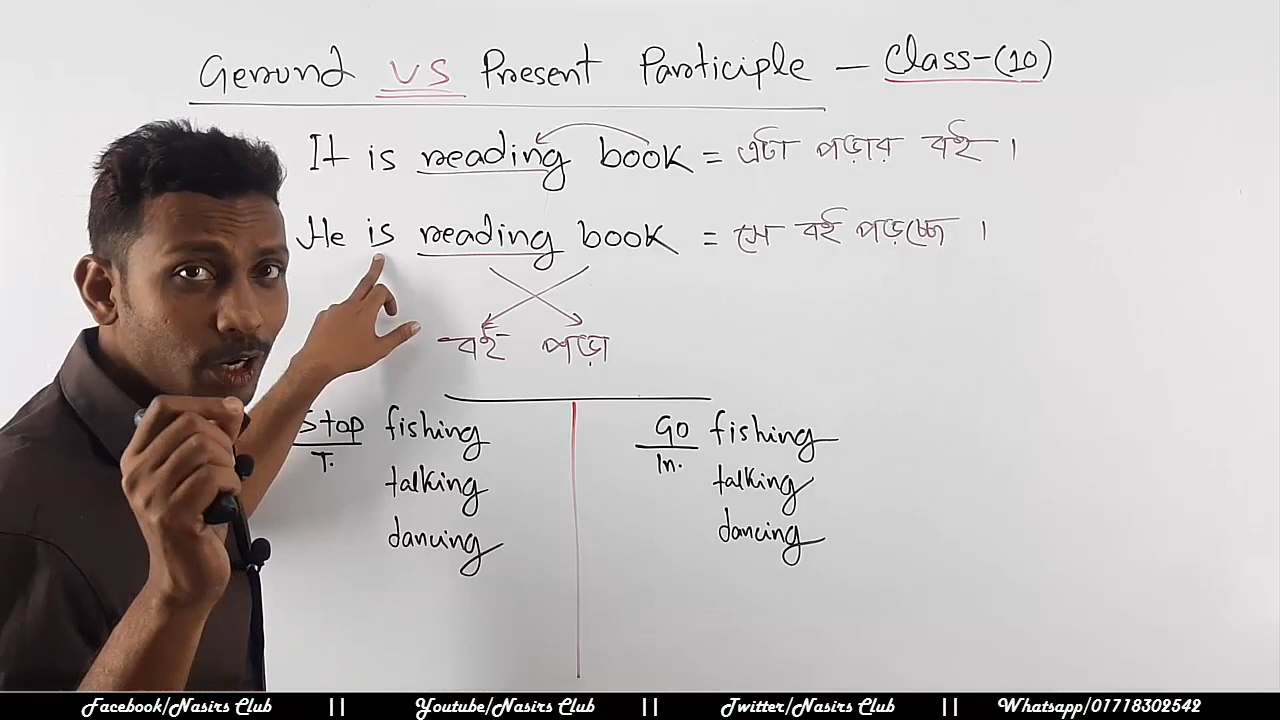 Gerund VS Present Participle – Class-(10)
It is reading book = এটা পড়ার বই।
He is reading book = সে বই পড়ছে।
বই পড়া
Stop fishing
T.
talking
dancing
Go fishing
In.
talking
dancing
Facebook/Nasirs Club || Youtube/Nasirs Club || Twitter/Nasirs Club || Whatsapp/01718302542